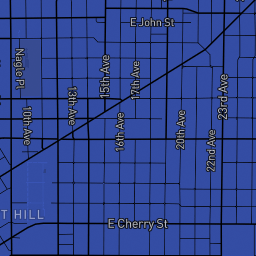 E John St
Nagle Pl
15th Ave
17th Ave
23rd Ave
13th Ave
10th Ave
16th Ave
20th Ave
22nd Ave
T HILL
E Cherry St